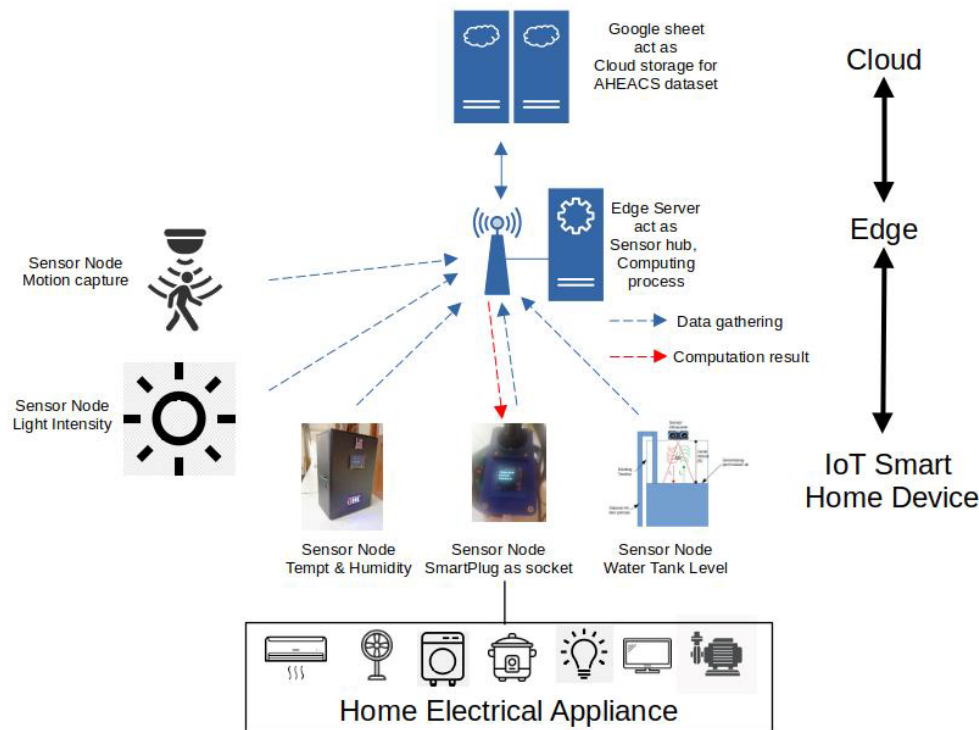 Google sheet
act as
Cloud storage for
AHEACS dataset
Cloud
Edge Server
act as
Sensor hub,
Computing
process
Edge
Sensor Node
Motion capture
Data gathering
Computation result
Sensor Node
Light Intensity
IoT Smart
Home Device
Sensor Node
Tempt & Humidity
Sensor Node
SmartPlug as socket
Sensor Node
Water Tank Level
Home Electrical Appliance